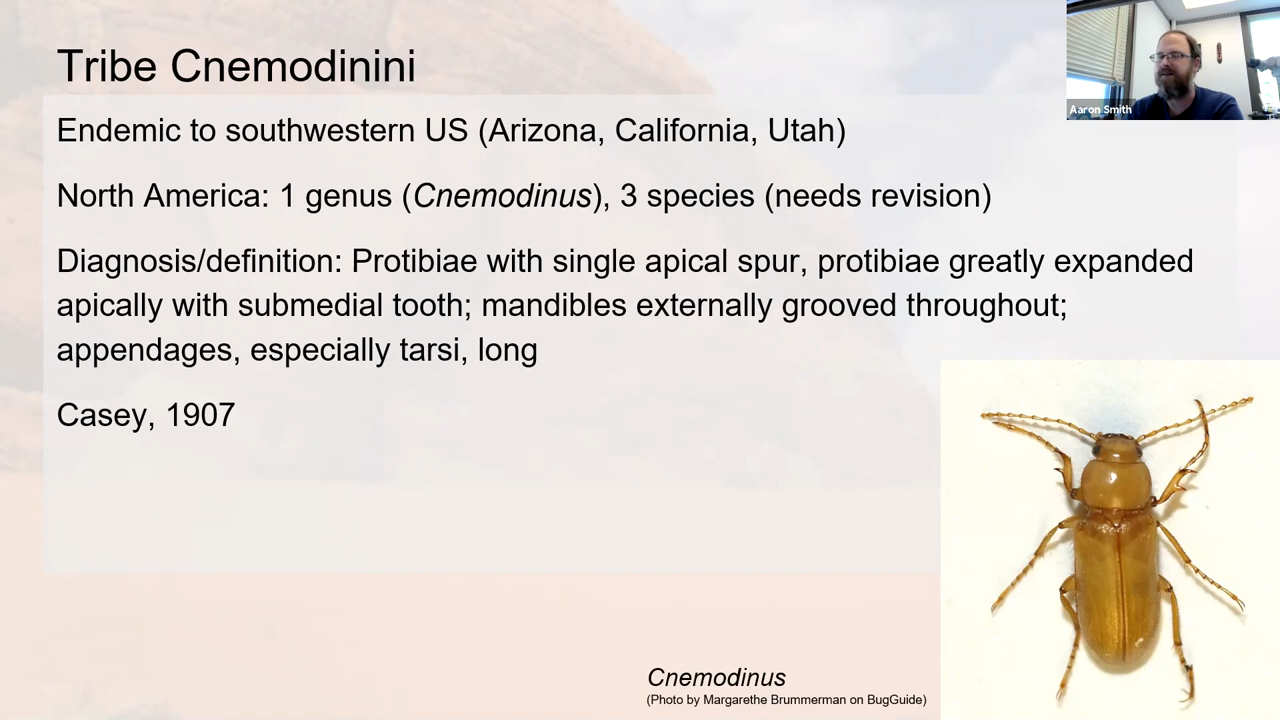 Tribe Cnemodinini
Aaron Smith
Endemic to southwestern US (Arizona, California, Utah)
North America: 1 genus (Cnemodinus), 3 species (needs revision)
Diagnosis/definition: Protibiae with single apical spur, protibiae greatly expanded
apically with submedial tooth; mandibles externally grooved throughout;
appendages, especially tarsi, long
Casey, 1907
Cnemodinus
(Photo by Margarethe Brummerman on BugGuide)